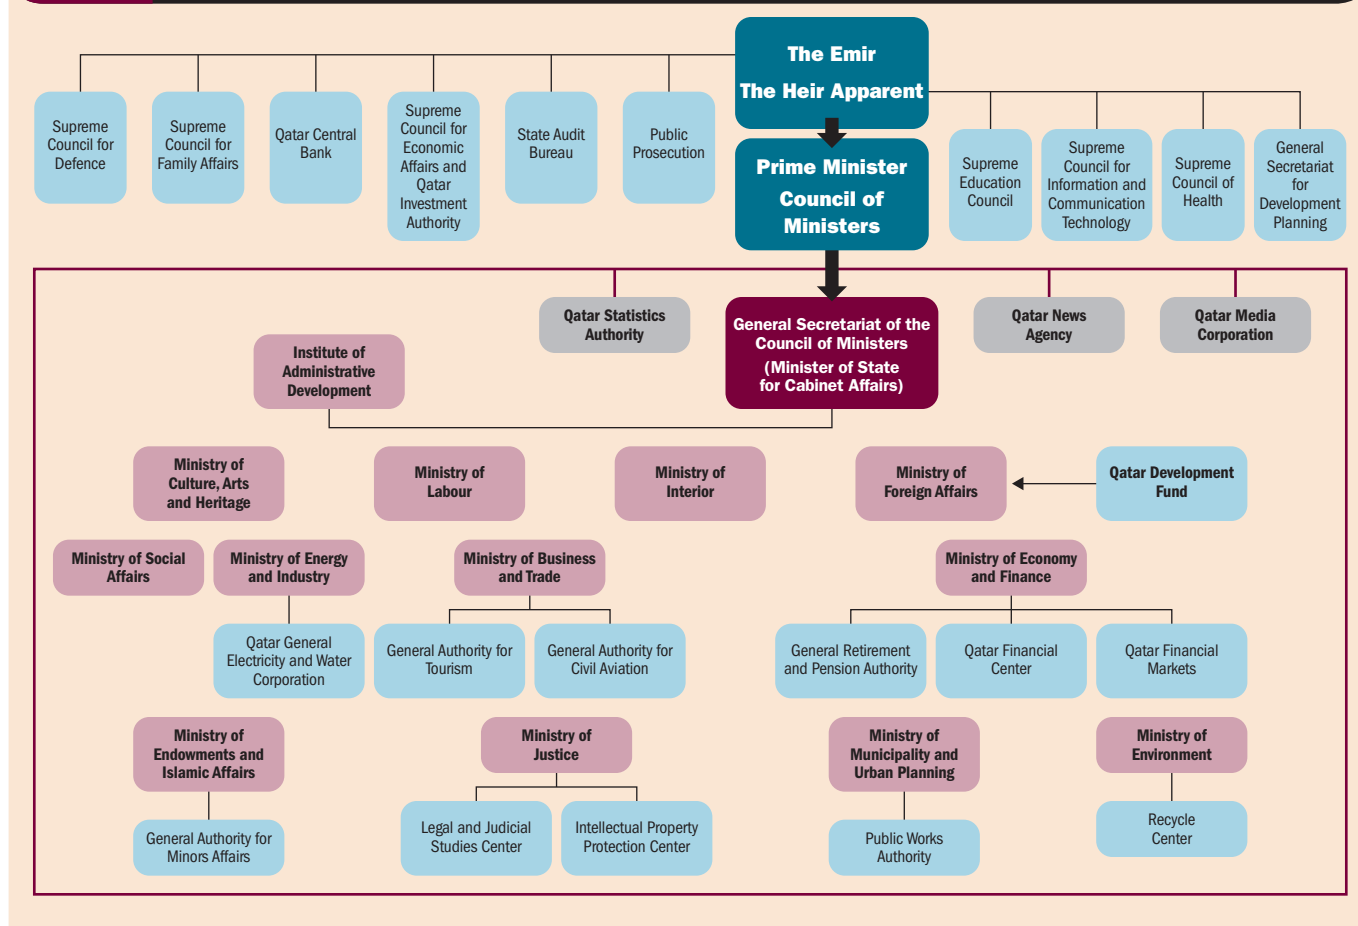 The Emir
The Heir Apparent
Supreme
Council for
Defence
Supreme
Council for
Family Affairs
Qatar Central
Bank
Supreme
Council for
Economic
Affairs and
Qatar
Investment
Authority
State Audit
Bureau
Public
Prosecution
Prime Minister
Council of
Ministers
Supreme
Education
Council
Supreme
Council for
Information and
Communication
Technology
Supreme
Council of
Health
General
Secretariat
for
Development
Planning
Qatar Statistics
Authority
General Secretariat of the
Council of Ministers
(Minister of State
for Cabinet Affairs)
Qatar News
Agency
Qatar Media
Corporation
Institute of
Administrative
Development
Ministry of
Culture, Arts
and Heritage
Ministry of
Labour
Ministry of
Interior
Ministry of
Foreign Affairs
Qatar Development
Fund
Ministry of Social
Affairs
Ministry of Energy
and Industry
Ministry of Business
and Trade
Ministry of Economy
and Finance
Qatar General
Electricity and Water
Corporation
General Authority for
Tourism
General Authority for
Civil Aviation
General Retirement
and Pension Authority
Qatar Financial
Center
Qatar Financial
Markets
Ministry of
Endowments and
Islamic Affairs
Ministry of
Justice
Ministry of
Municipality and
Urban Planning
Ministry of
Environment
General Authority for
Minors Affairs
Legal and Judicial
Studies Center
Intellectual Property
Protection Center
Public Works
Authority
Recycle
Center